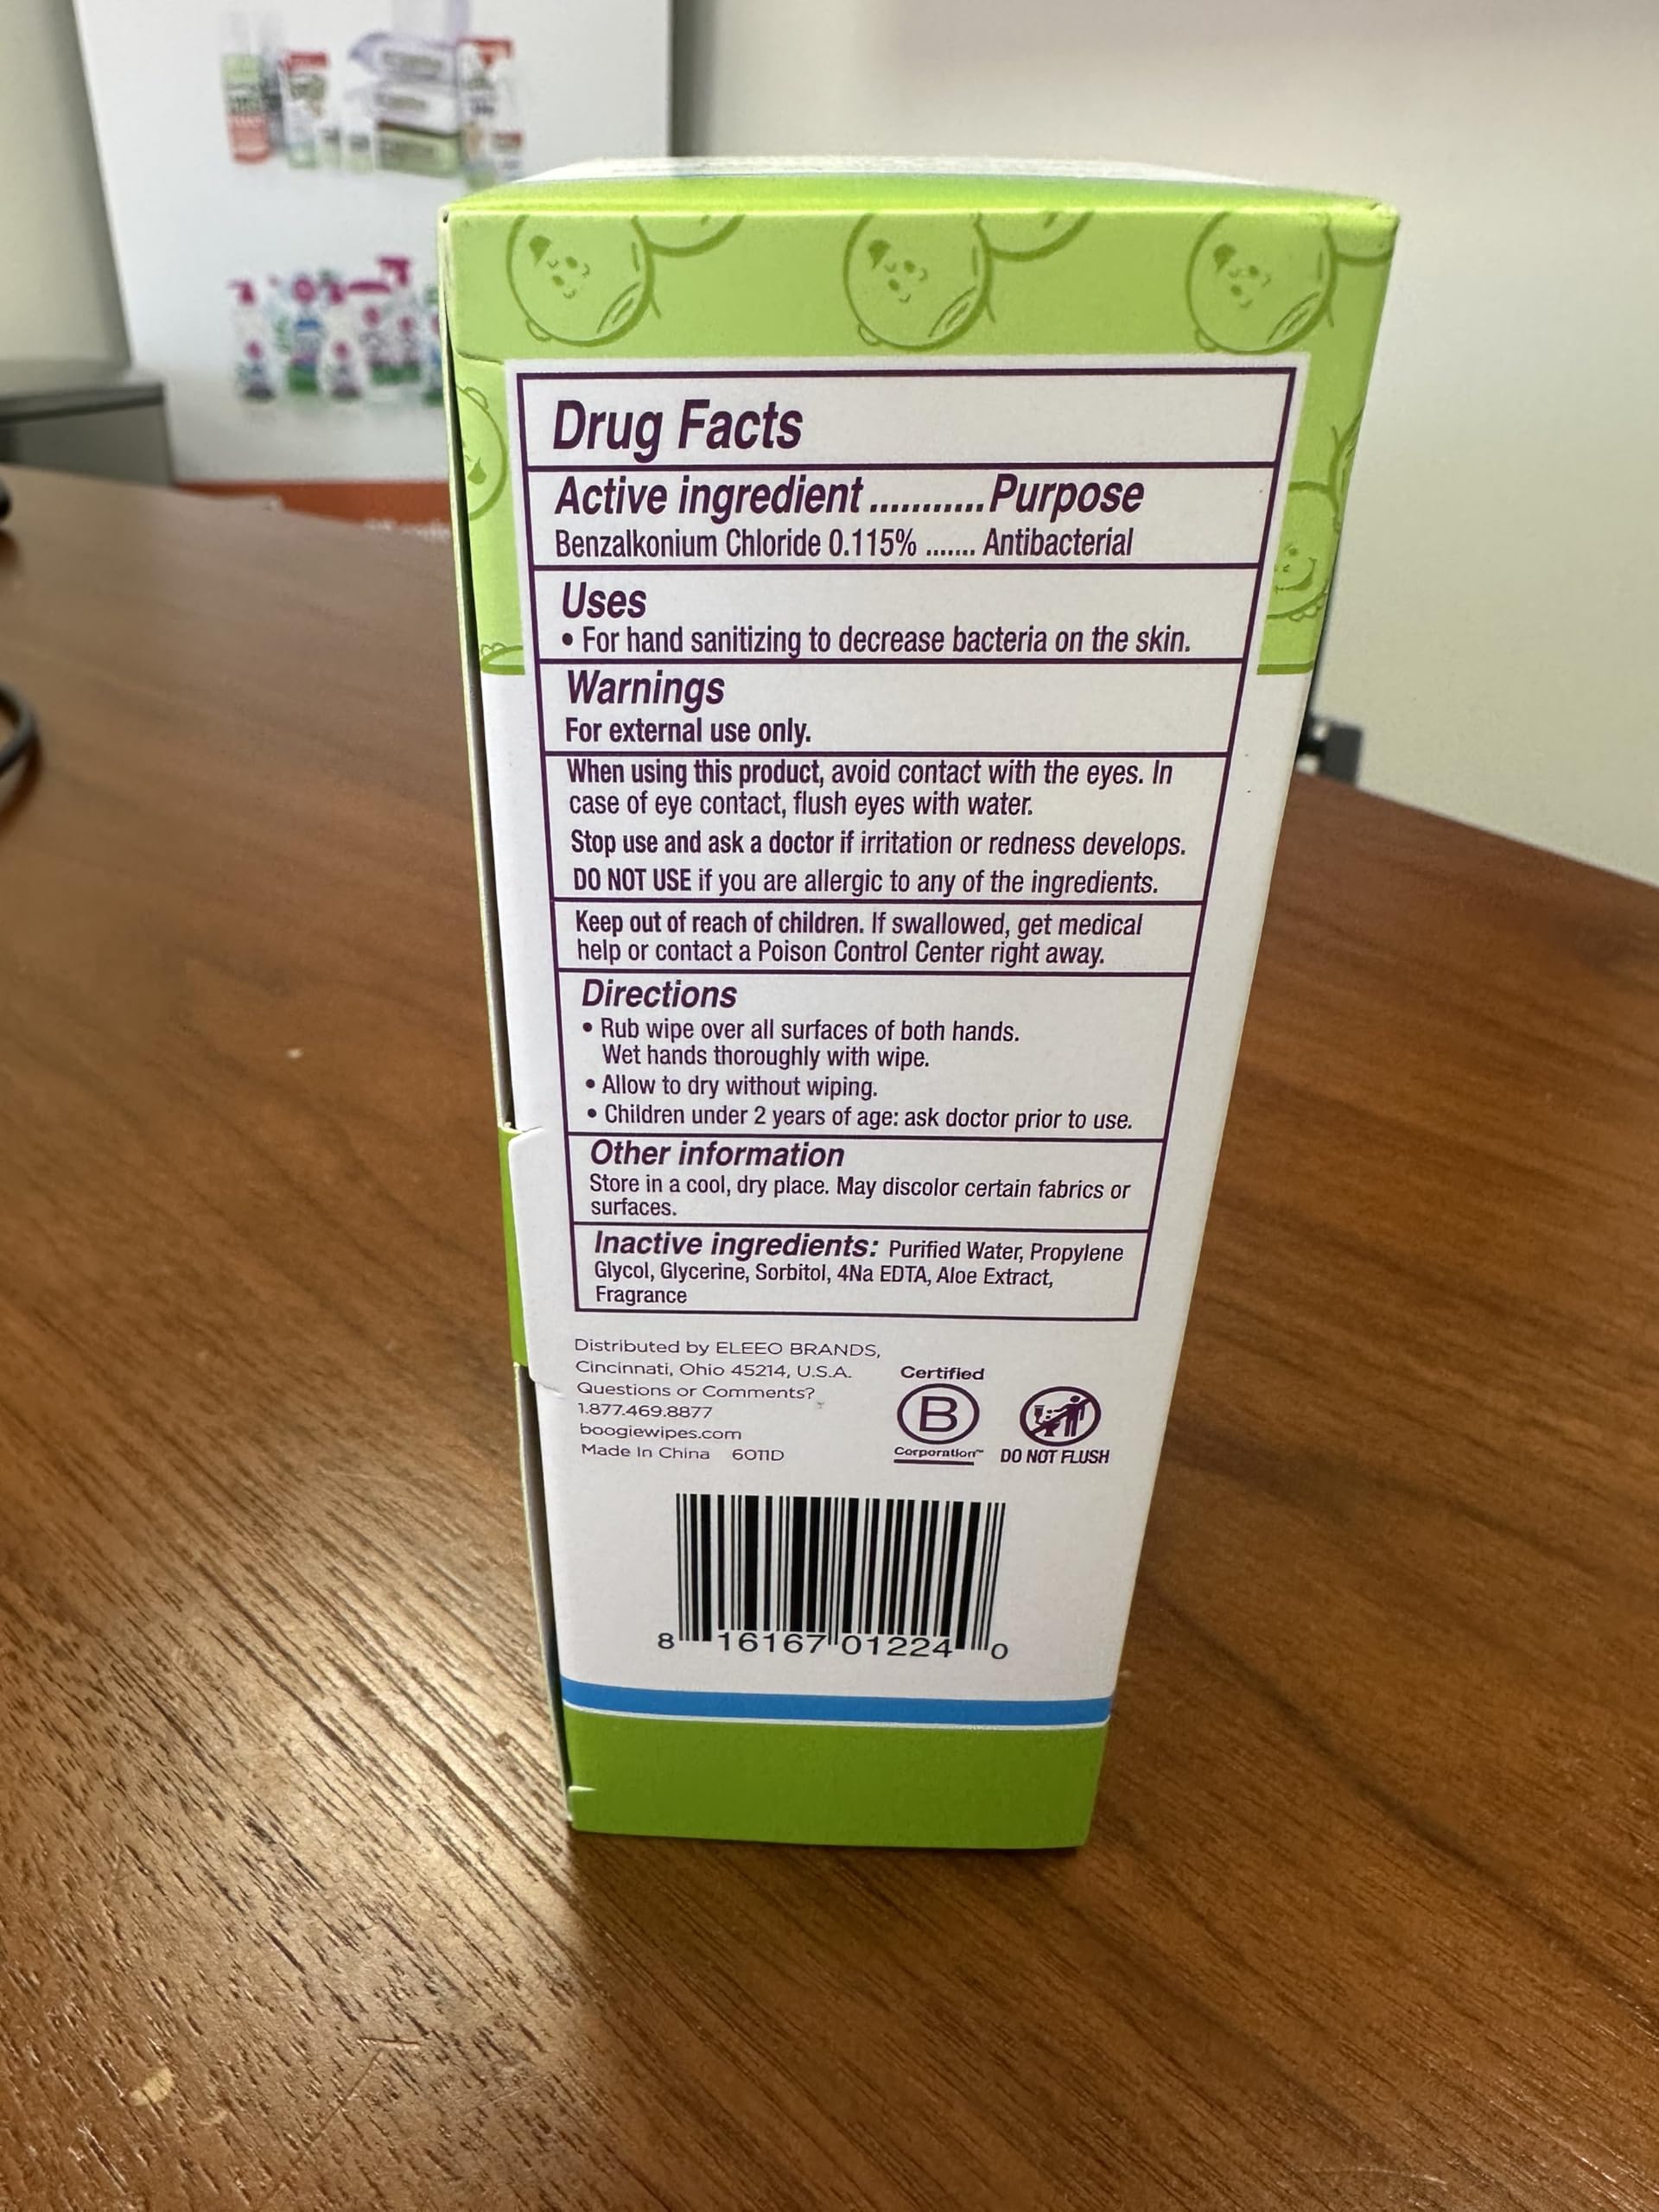 Drug Facts
Active ingredient ........... Purpose
Benzalkonium Chloride 0.115% ....... Antibacterial
Uses
• For hand sanitizing to decrease bacteria on the skin.
Warnings
For external use only.
When using this product, avoid contact with the eyes. In
case of eye contact, flush eyes with water.
Stop use and ask a doctor if irritation or redness develops.
DO NOT USE if you are allergic to any of the ingredients.
Keep out of reach of children. If swallowed, get medical
help or contact a Poison Control Center right away.
Directions
• Rub wipe over all surfaces of both hands.
Wet hands thoroughly with wipe.
• Allow to dry without wiping.
• Children under 2 years of age: ask doctor prior to use.
Other information
Store in a cool, dry place. May discolor certain fabrics or
surfaces.
Inactive ingredients: Purified Water, Propylene
Glycol, Glycerine, Sorbitol, 4Na EDTA, Aloe Extract,
Fragrance
Distributed by ELEEO BRANDS,
Cincinnati, Ohio 45214, U.S.A.
Questions or Comments?
1.877.469.8877
boogiewipes.com
Made In China 6011D
Certified
B
Corporation™
DO NOT FLUSH
8 16167 01224 0